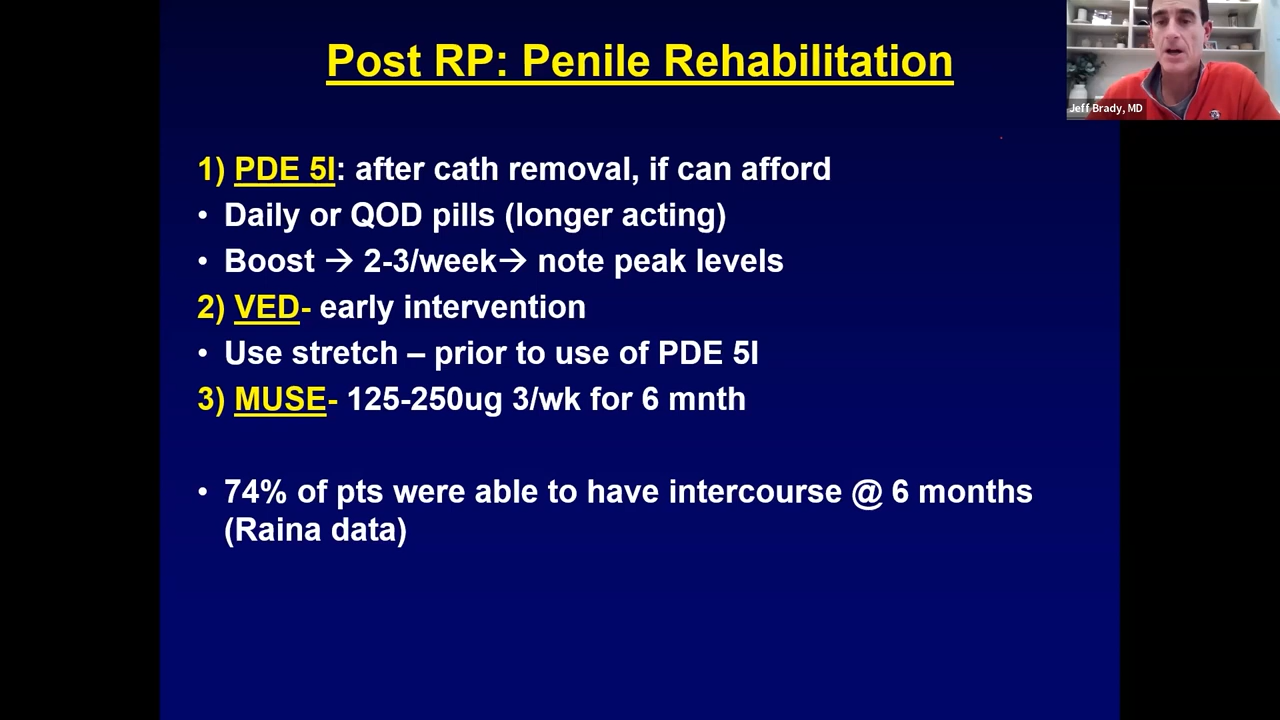 Post RP: Penile Rehabilitation
Jeff Brady, MD
1) PDE 5I: after cath removal, if can afford
• Daily or QOD pills (longer acting)
• Boost → 2-3/week→ note peak levels
2) VED- early intervention
• Use stretch – prior to use of PDE 5I
3) MUSE- 125-250ug 3/wk for 6 mnth
• 74% of pts were able to have intercourse @ 6 months
(Raina data)